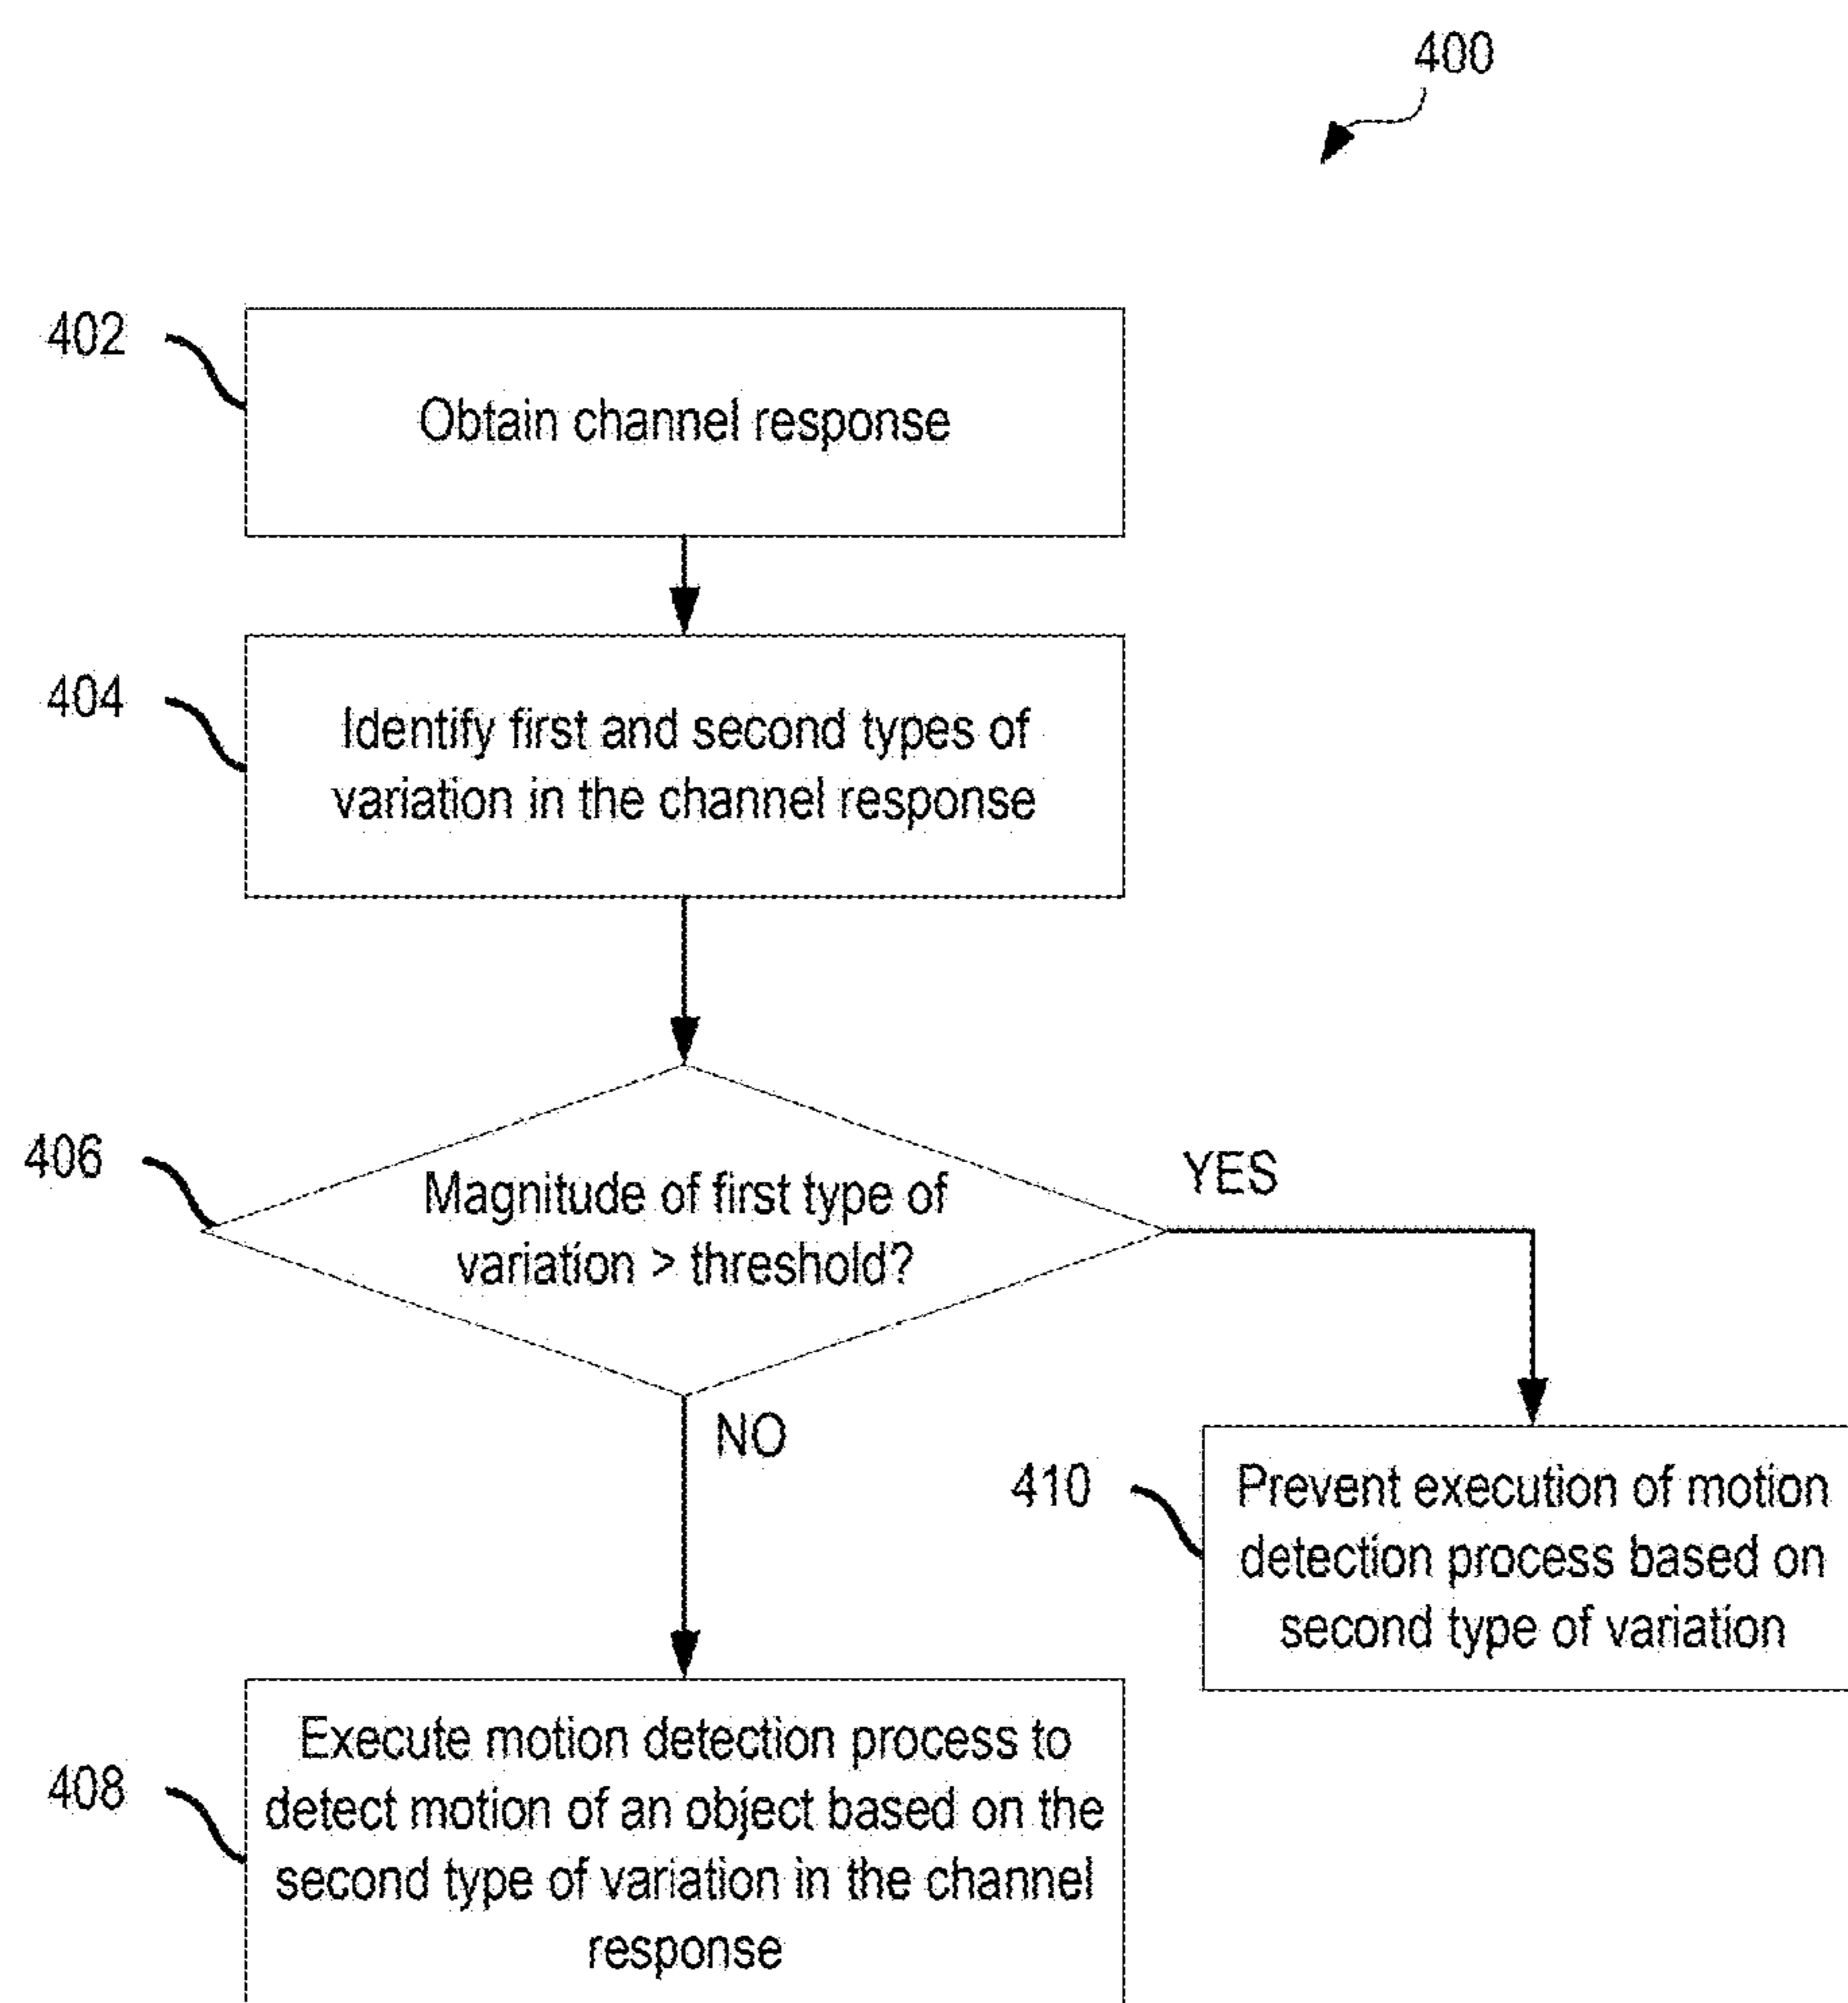 400
402
Obtain channel response
404
Identify first and second types of
variation in the channel response
406
Magnitude of first type of
variation > threshold?
YES
NO
410
Prevent execution of motion
detection process based on
second type of variation
408
Execute motion detection process to
detect motion of an object based on the
second type of variation in the channel
response